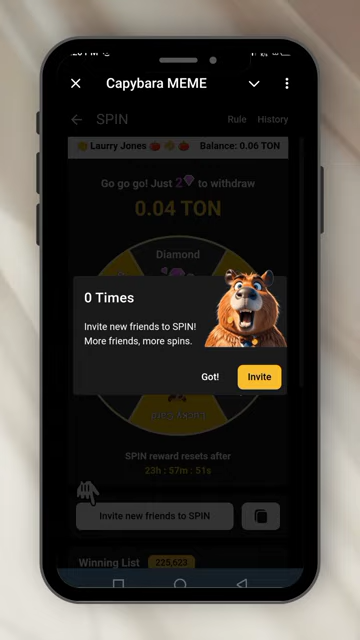 Capybara MEME
SPIN
Rule
History
Laurry Jones
Balance: 0.06 TON
Go go go! Just 2 to withdraw
0.04 TON
Diamond
0 Times
Invite new friends to SPIN!
More friends, more spins.
Got!
Invite
SPIN reward resets after
23h : 57m : 51s
Invite new friends to SPIN
Winning List
225,623